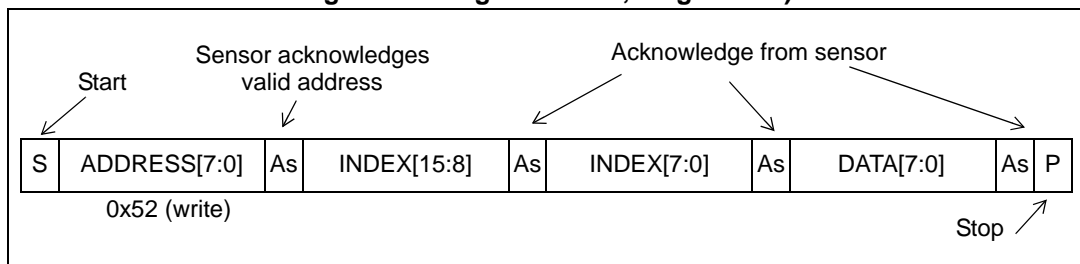 Sensor acknowledges
valid address
Acknowledge from sensor
Start
S ADDRESS[7:0] As INDEX[15:8] As INDEX[7:0] As DATA[7:0] As P
0x52 (write)
Stop